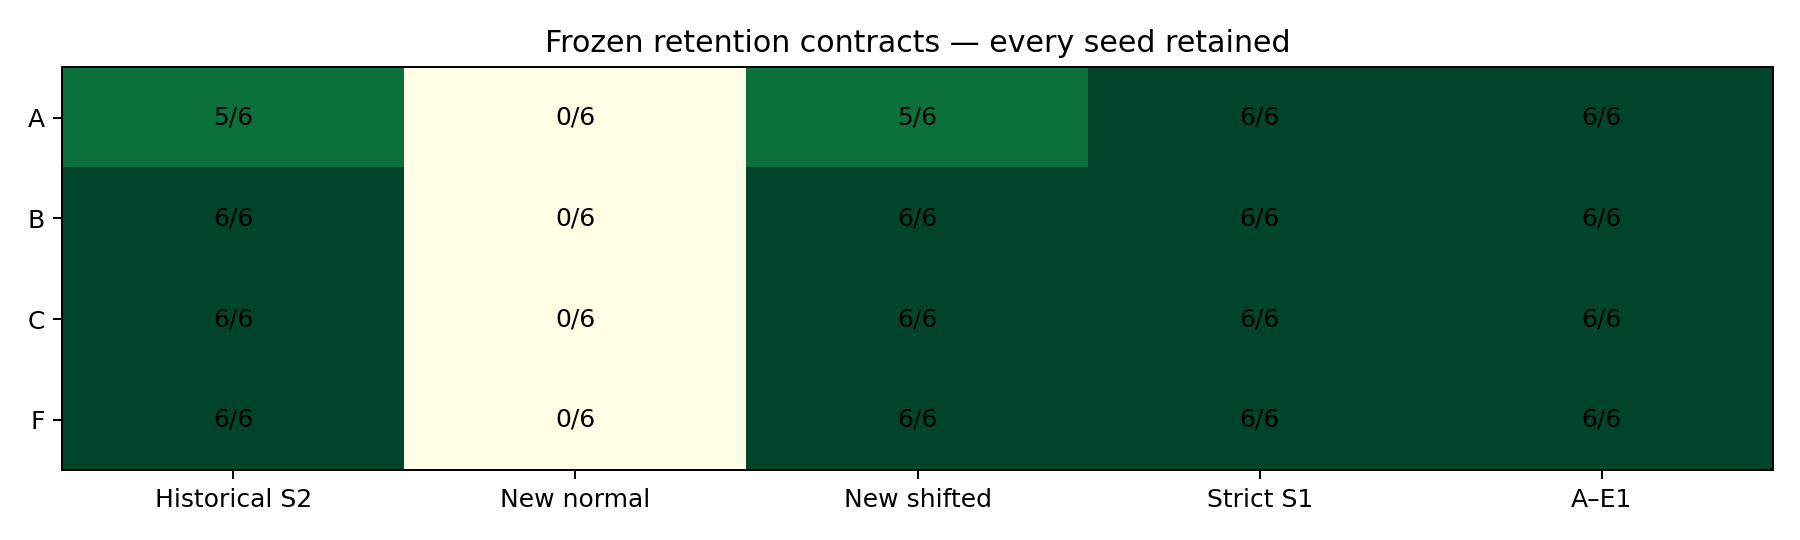 Frozen retention contracts — every seed retained
A 5/6 0/6 5/6 6/6 6/6
B 6/6 0/6 6/6 6/6 6/6
C 6/6 0/6 6/6 6/6 6/6
F 6/6 0/6 6/6 6/6 6/6
Historical S2 New normal New shifted Strict S1 A–E1